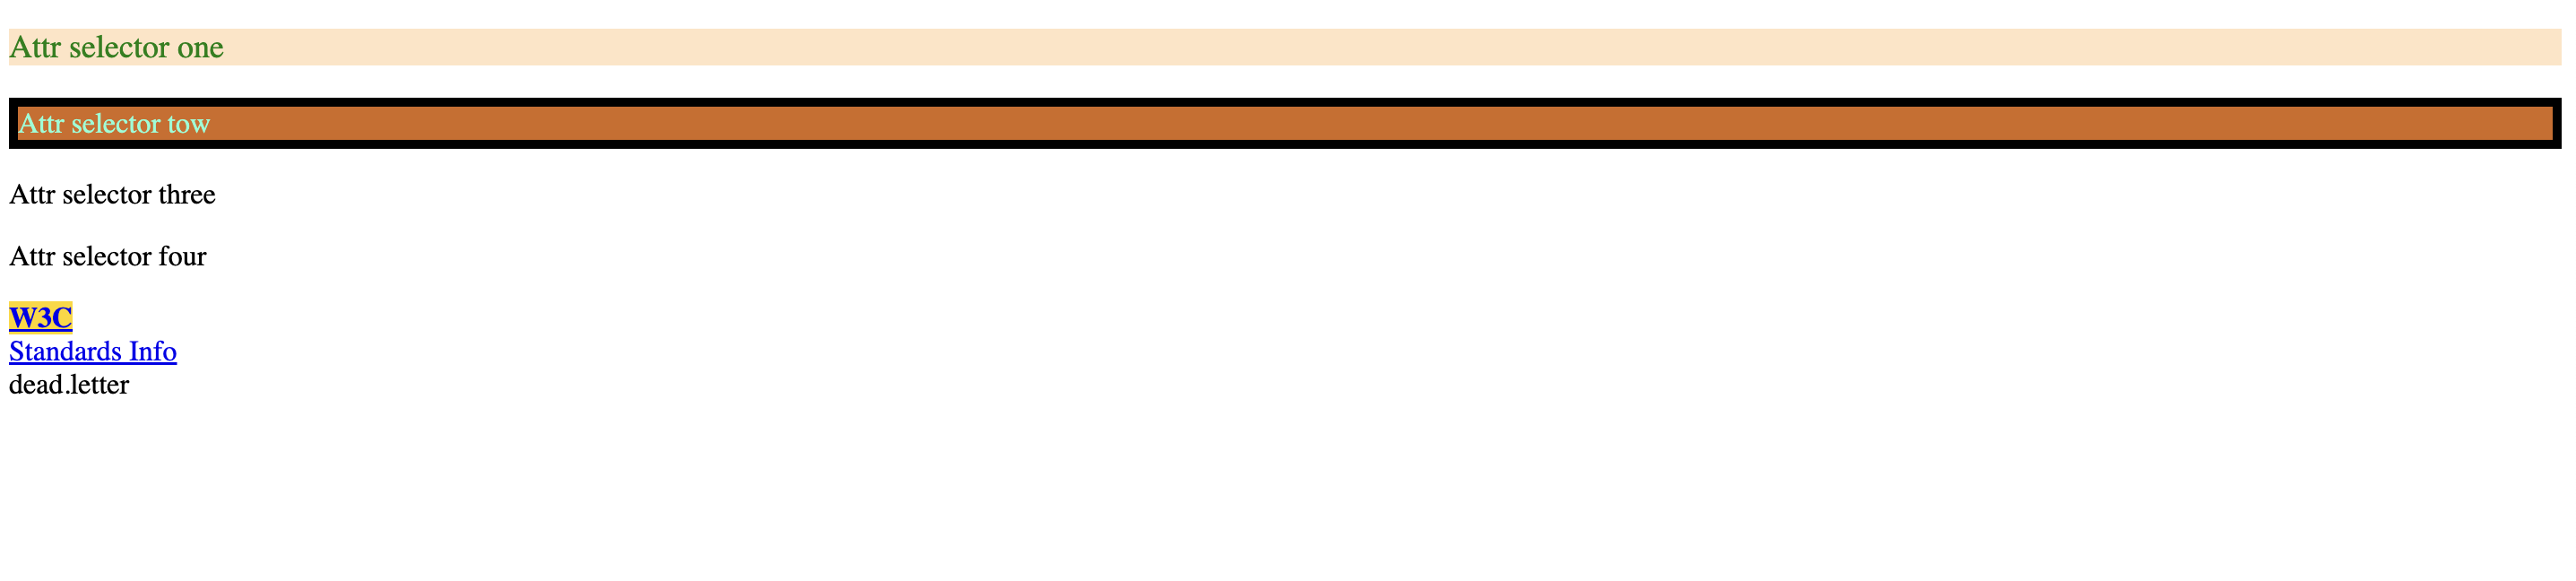 Attr selector one
Attr selector tow
Attr selector three
Attr selector four
W3C
Standards Info
dead.letter